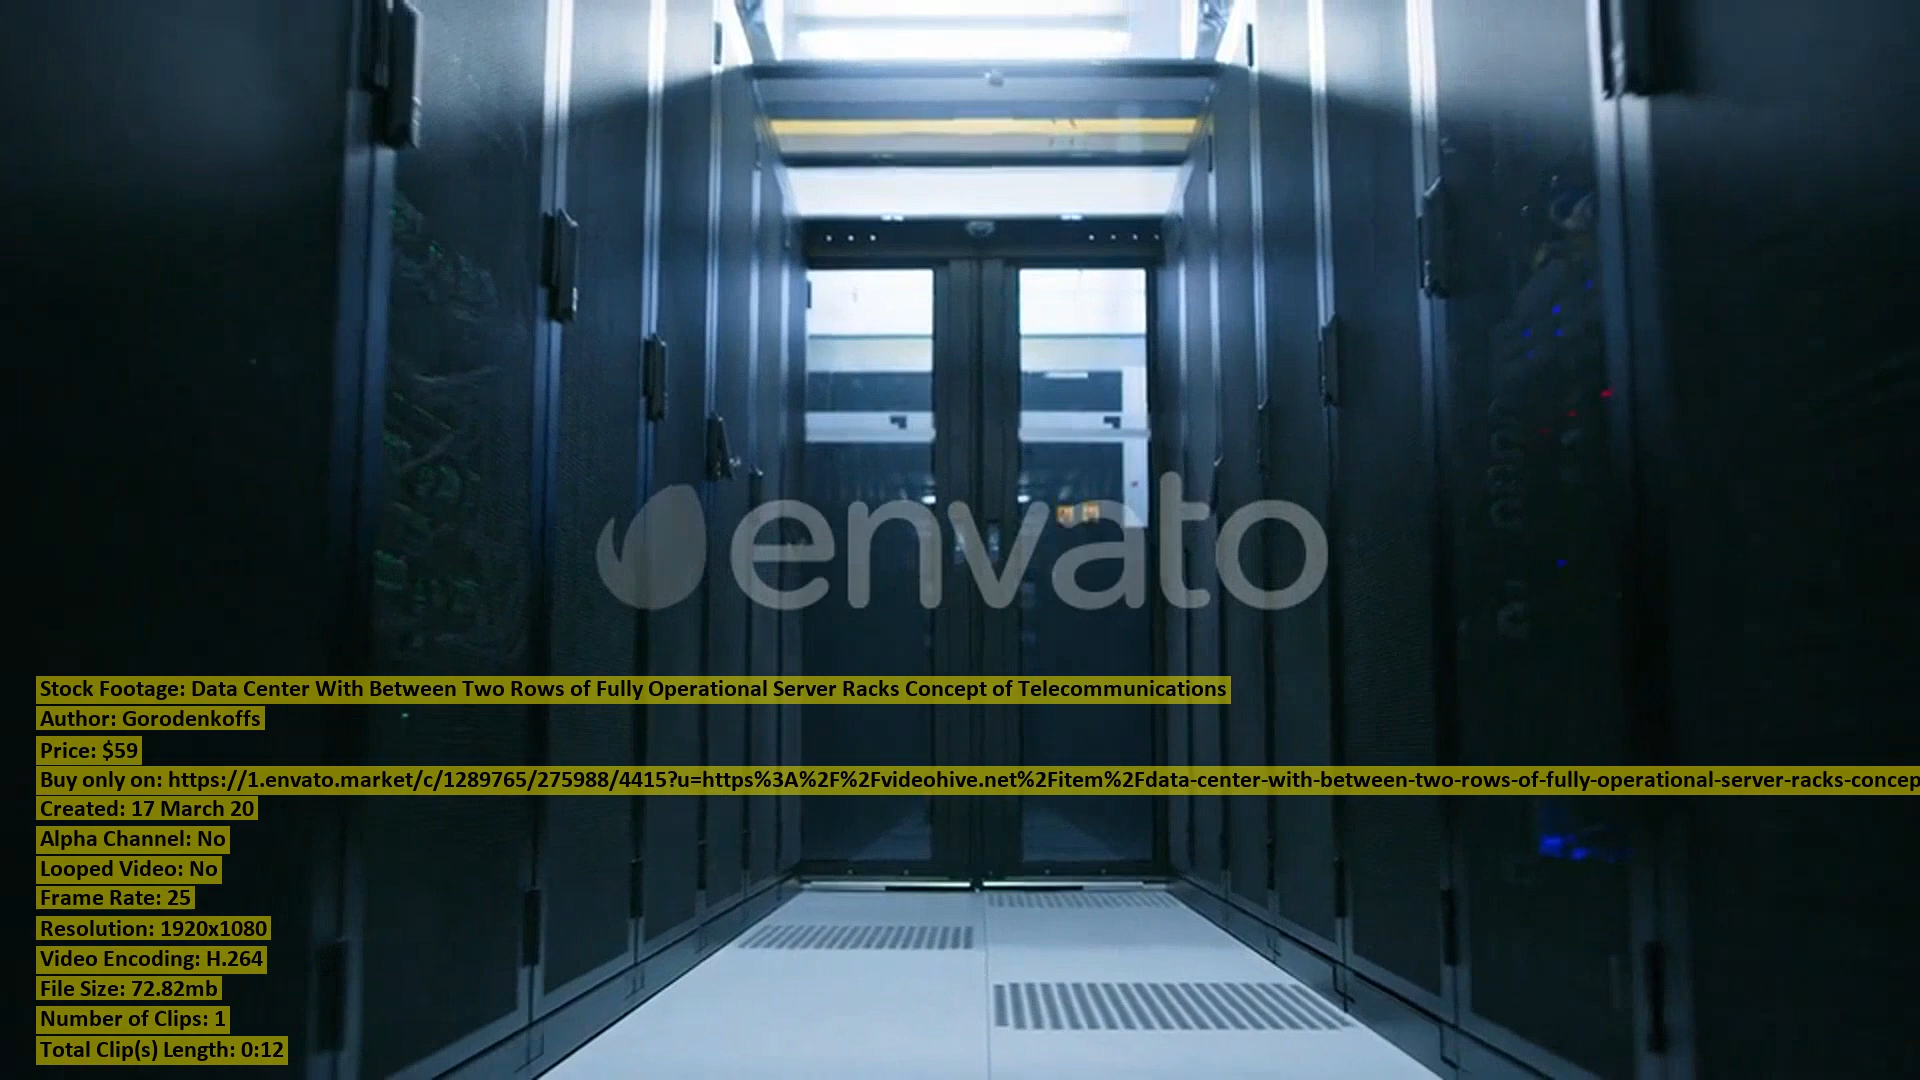 envato
Stock Footage: Data Center With Between Two Rows of Fully Operational Server Racks Concept of Telecommunications
Author: Gorodenkoffs
Price: $59
Buy only on: https://1.envato.market/c/1289765/275988/4415?u=https%3A%2F%2Fvideohive.net%2Fitem%2Fdata-center-with-between-two-rows-of-fully-operational-server-racks-concep
Created: 17 March 20
Alpha Channel: No
Looped Video: No
Frame Rate: 25
Resolution: 1920x1080
Video Encoding: H.264
File Size: 72.82mb
Number of Clips: 1
Total Clip(s) Length: 0:12